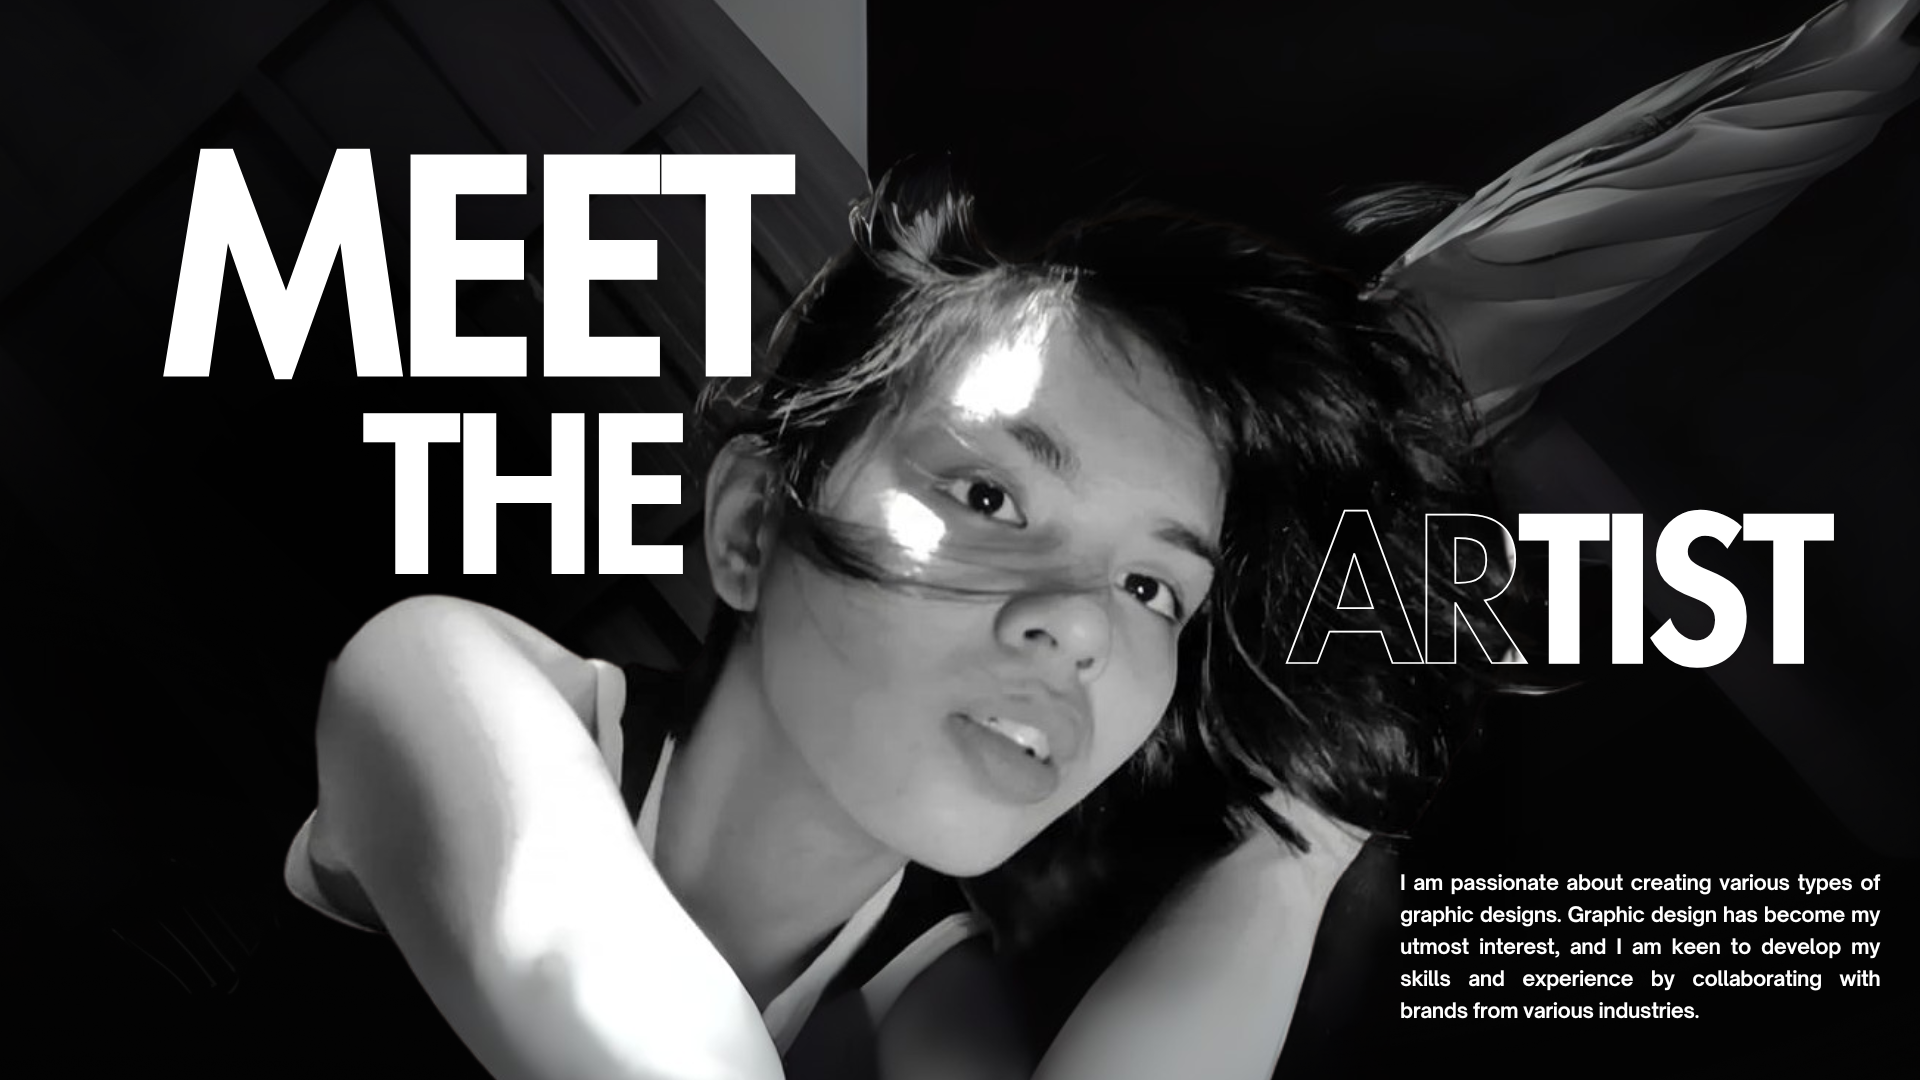 MEET
THE
ARTIST
I am passionate about creating various types of
graphic designs. Graphic design has become my
utmost interest, and I am keen to develop my
skills and experience by collaborating with
brands from various industries.